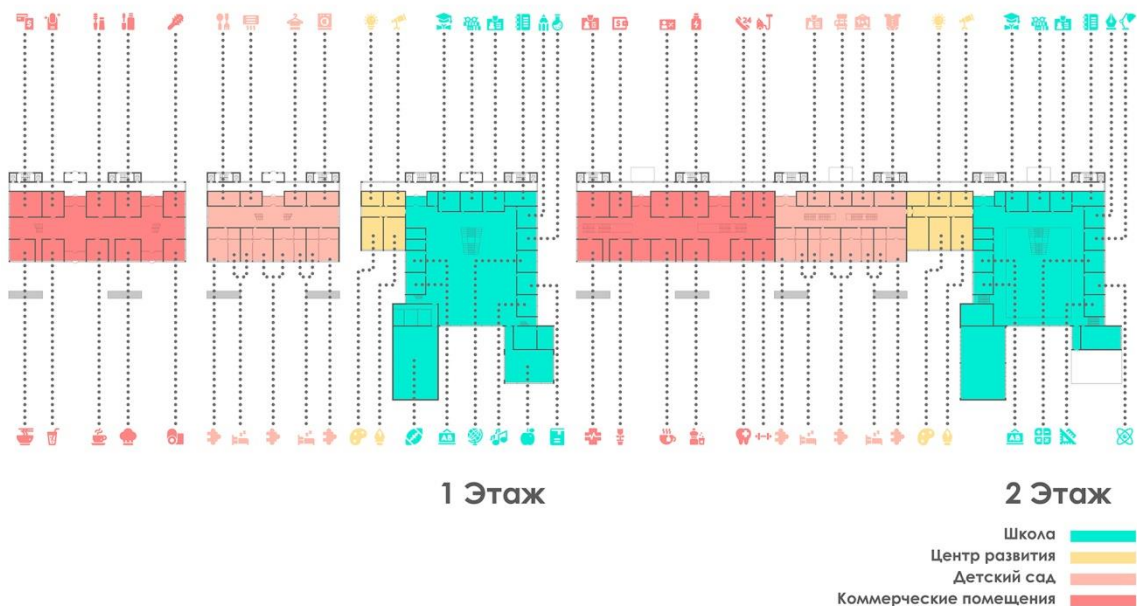 1 Этаж
2 Этаж
Школа
Центр развития
Детский сад
Коммерческие помещения